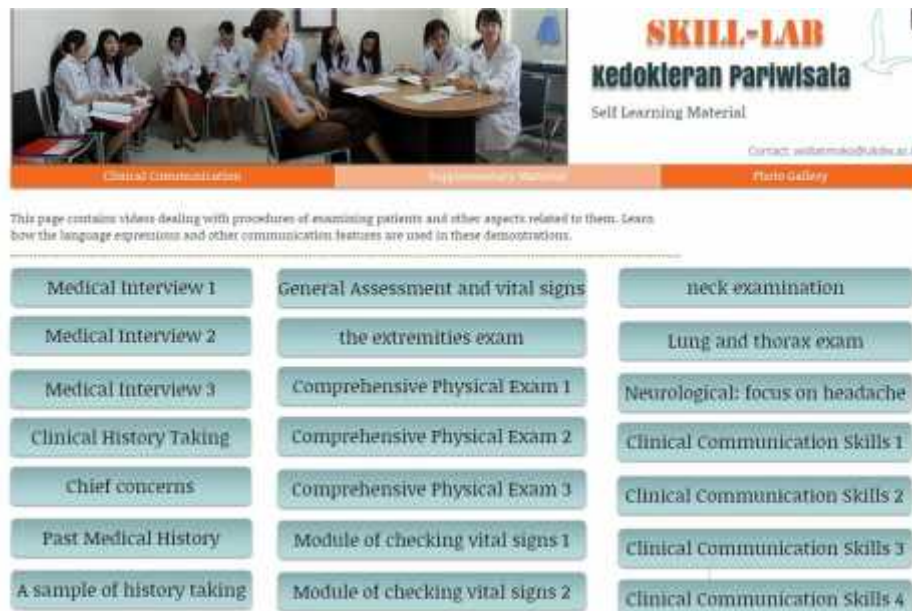 SKILL-LAB
Kedokteran Pariwisata
Self Learning Material
Contact:
Clinical Communication
Supplementary Material
Photo Gallery
This page contains videos dealing with procedures of examining patients and other aspects related to them. Learn
how the language expressions and other communication features are used in these demontrations.
Medical Interview 1
General Assessment and vital signs
neck examination
Medical Interview 2
the extremities exam
Lung and thorax exam
Medical Interview 3
Comprehensive Physical Exam 1
Neurological: focus on headache
Clinical History Taking
Comprehensive Physical Exam 2
Clinical Communication Skills 1
Chief concerns
Comprehensive Physical Exam 3
Clinical Communication Skills 2
Past Medical History
Module of checking vital signs 1
Clinical Communication Skills 3
A sample of history taking
Module of checking vital signs 2
Clinical Communication Skills 4